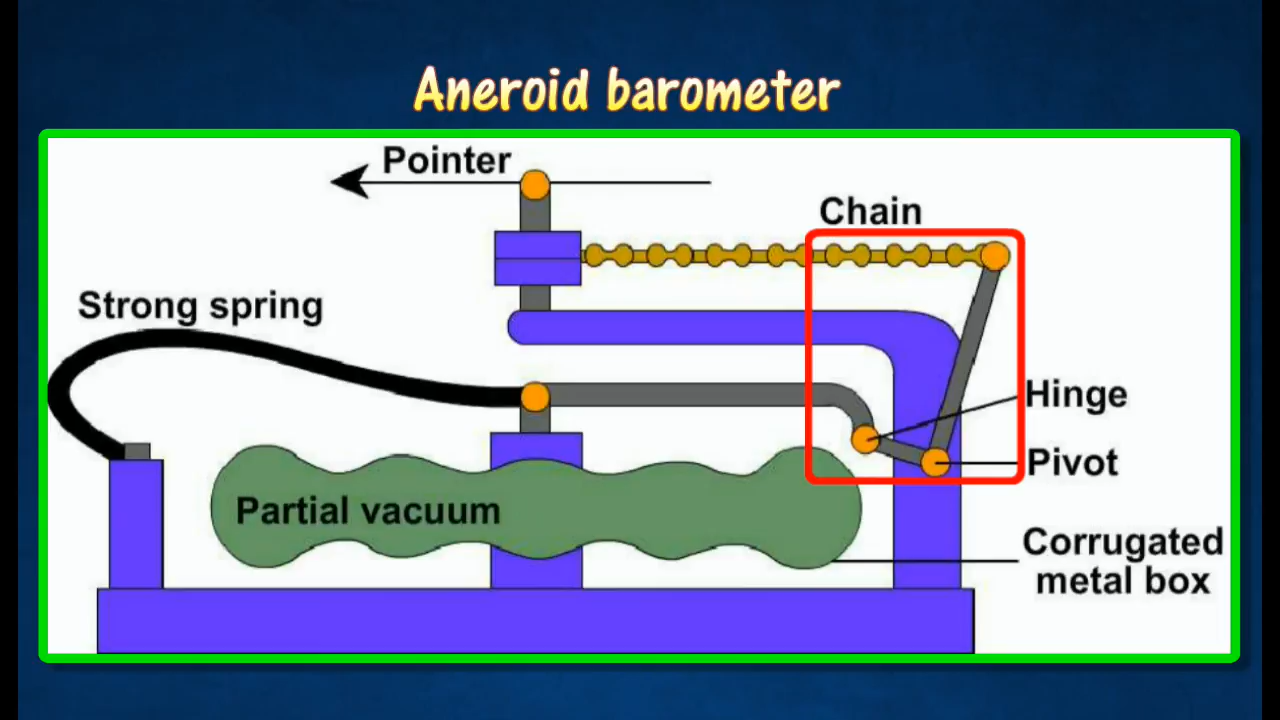 Aneroid barometer
Pointer
Chain
Strong spring
Hinge
Pivot
Partial vacuum
Corrugated
metal box